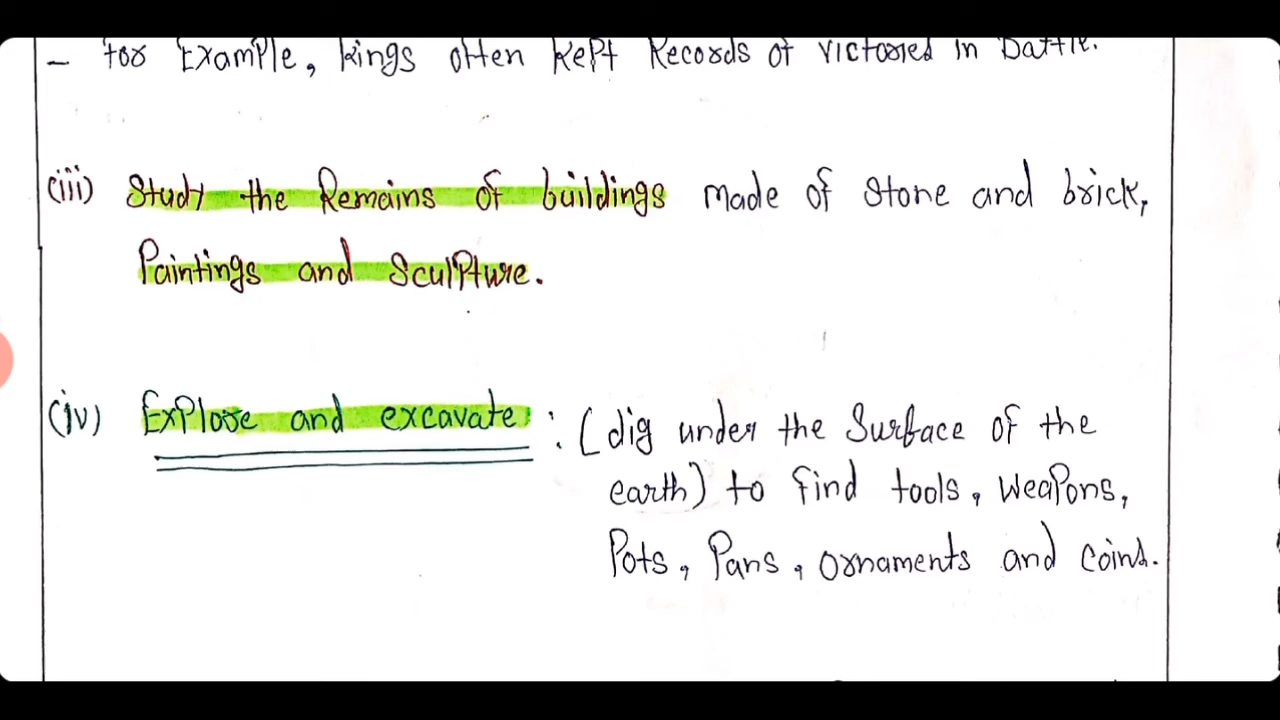 – For Example, kings often kept Records of victories in Battle.
(iii) Study the Remains of buildings made of Stone and brick,
Paintings and Sculpture.
(iv) Explore and excavate : (dig under the Surface of the
earth) to find tools, weapons,
Pots, Pans, ornaments and coins.